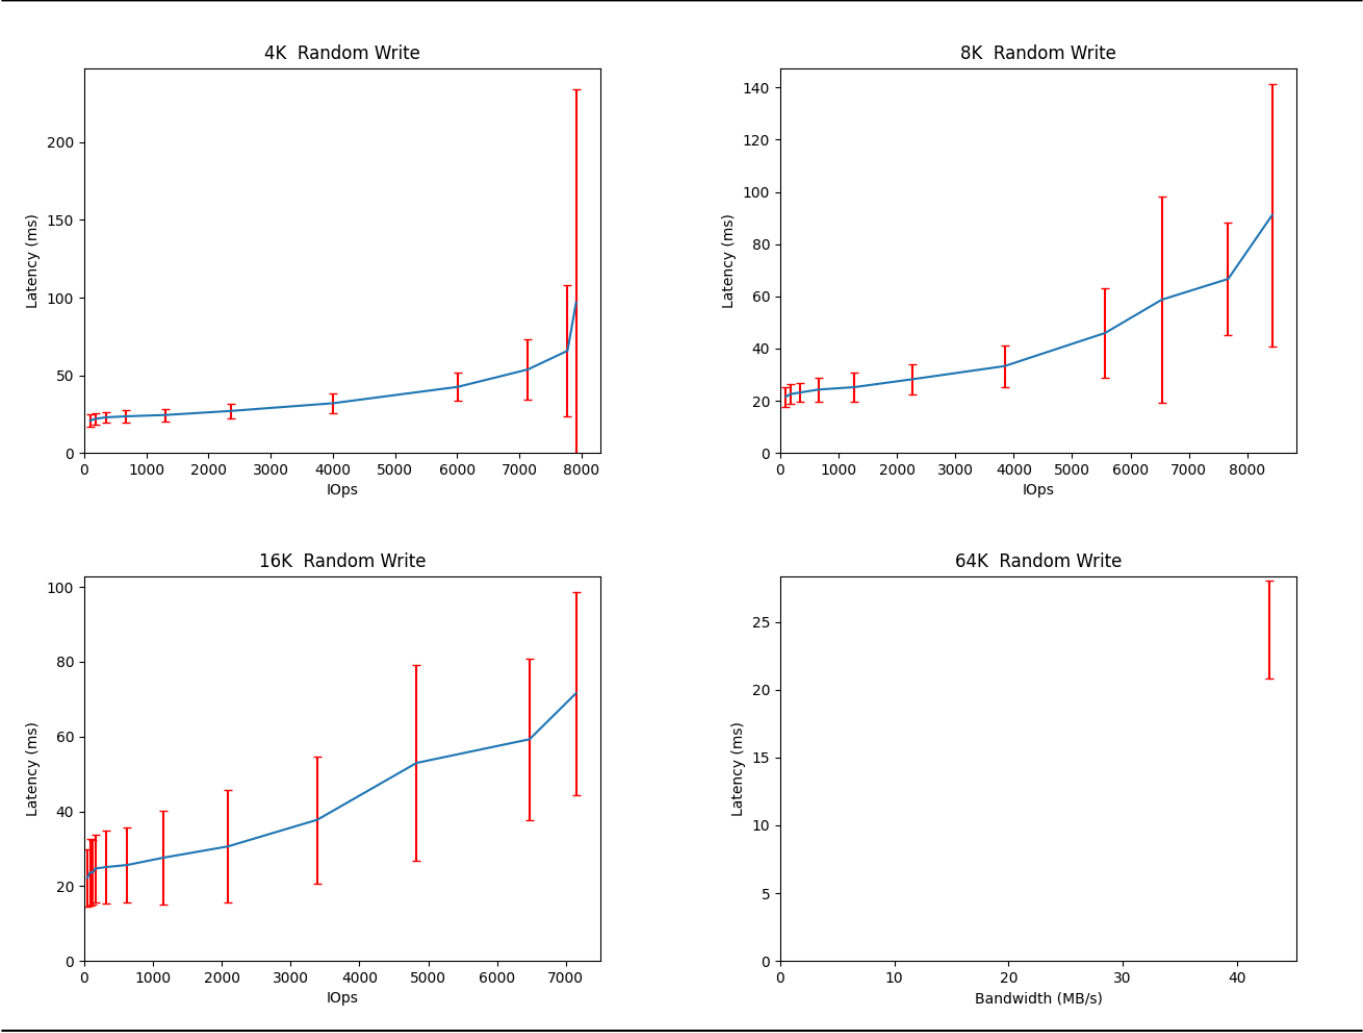 4K  Random Write
Latency (ms)
200
150
100
50
0
0 1000 2000 3000 4000 5000 6000 7000 8000
IOps
8K  Random Write
Latency (ms)
140
120
100
80
60
40
20
0
0 1000 2000 3000 4000 5000 6000 7000 8000
IOps
16K  Random Write
Latency (ms)
100
80
60
40
20
0
0 1000 2000 3000 4000 5000 6000 7000
IOps
64K  Random Write
Latency (ms)
25
20
15
10
5
0
0 10 20 30 40
Bandwidth (MB/s)